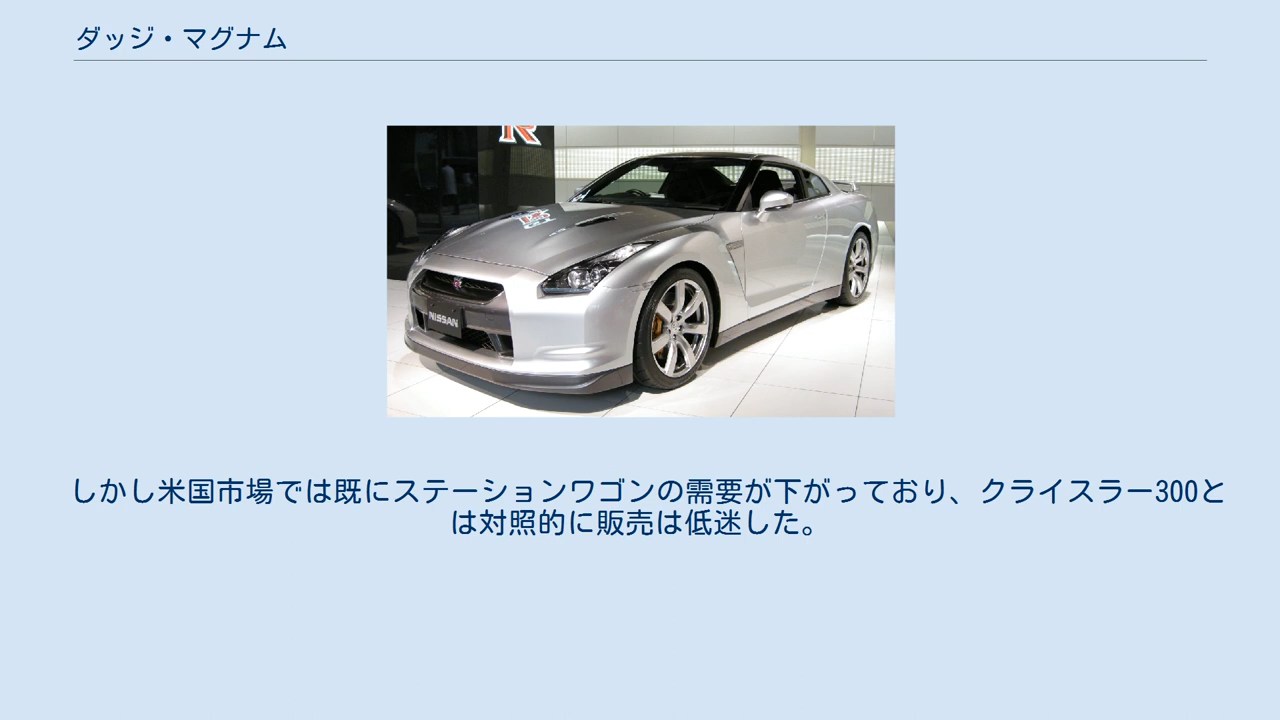 ダッジ・マグナム
R
R
NISSAN
しかし米国市場では既にステーションワゴンの需要が下がっており、クライスラー300と
は対照的に販売は低迷した。